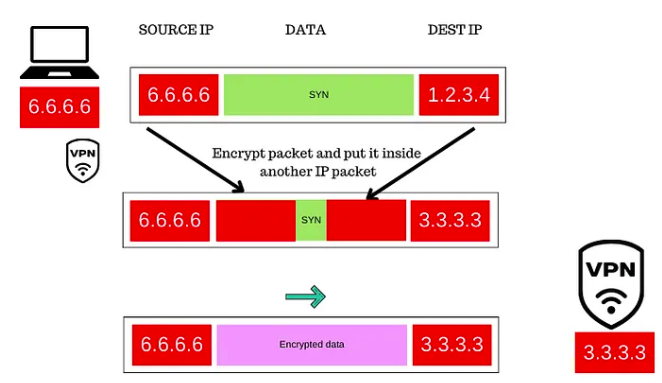 SOURCE IP DATA DEST IP
6.6.6.6 SYN 1.2.3.4
6.6.6.6
VPN
Encrypt packet and put it inside
another IP packet
6.6.6.6 SYN 3.3.3.3
VPN
6.6.6.6 Encrypted data 3.3.3.3
3.3.3.3